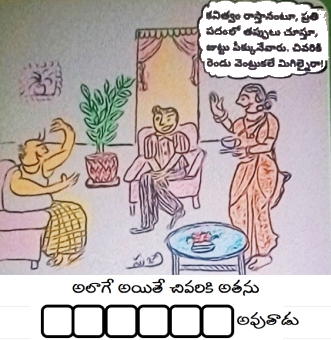 కవిత్వం రాస్తానంటూ, ప్రతి
పదంలో తప్పులు చూస్తూ,
జుట్టు పీక్కునేవారు. చివరికి
రెండు వెంట్రుకలే మిగిలైరా!
అలాగే అయితే చివరికి అతను
అవుతాడు